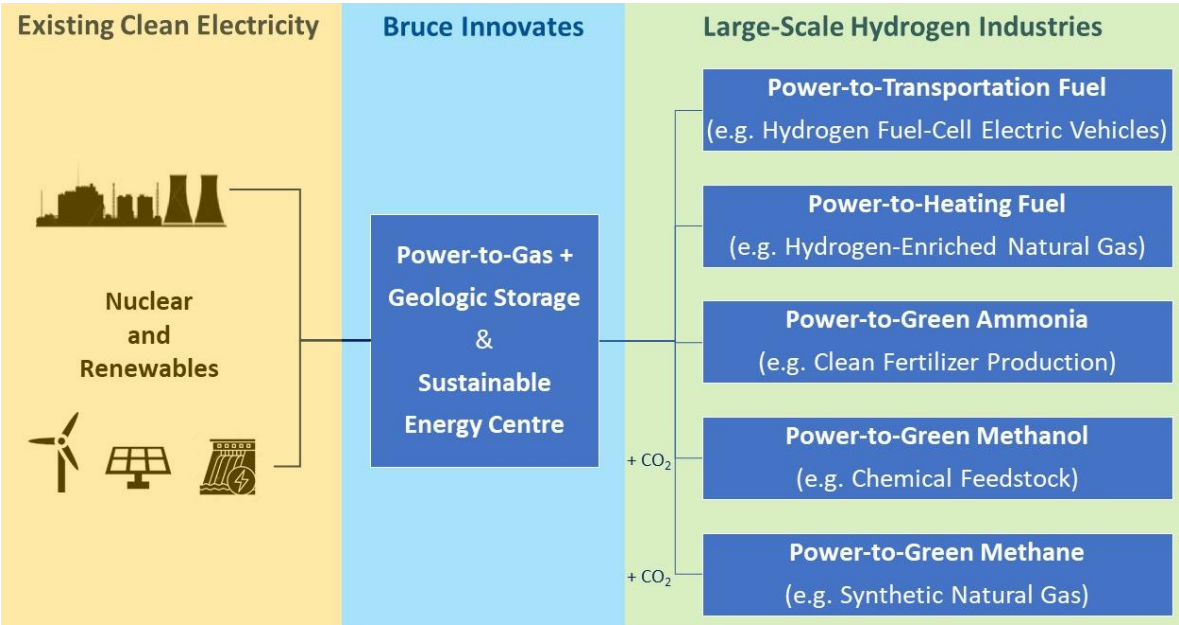 Existing Clean Electricity
Bruce Innovates
Large-Scale Hydrogen Industries
Nuclear
and
Renewables
Power-to-Gas +
Geologic Storage
&
Sustainable
Energy Centre
Power-to-Transportation Fuel
(e.g. Hydrogen Fuel-Cell Electric Vehicles)
Power-to-Heating Fuel
(e.g. Hydrogen-Enriched Natural Gas)
Power-to-Green Ammonia
(e.g. Clean Fertilizer Production)
+ CO₂
Power-to-Green Methanol
(e.g. Chemical Feedstock)
+ CO₂
Power-to-Green Methane
(e.g. Synthetic Natural Gas)